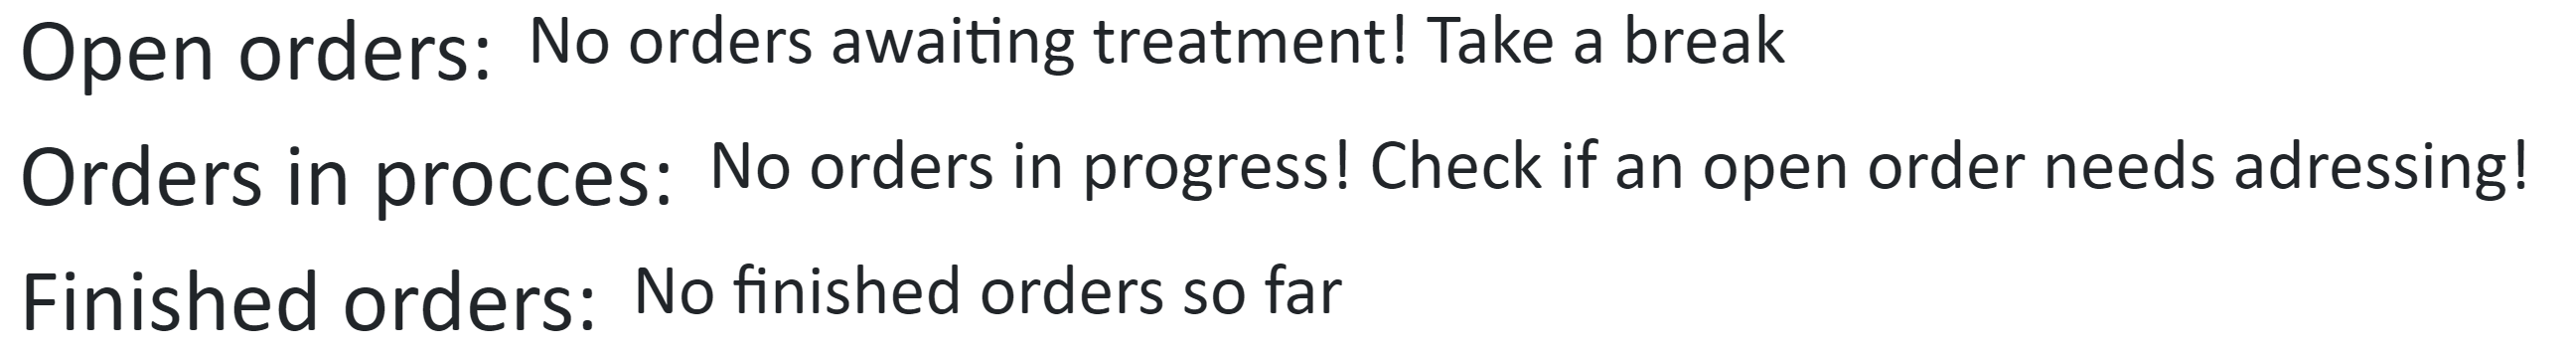 Open orders: No orders awaiting treatment! Take a break
Orders in procces: No orders in progress! Check if an open order needs adressing!
Finished orders: No finished orders so far